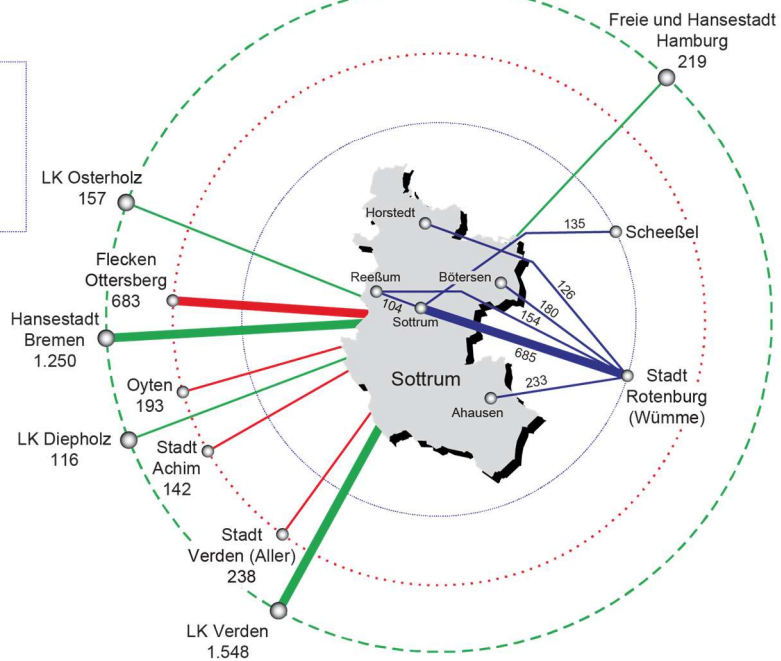 Freie und Hansestadt
Hamburg
219
LK Osterholz
157
Horstedt
135
Scheeßel
Flecken
Ottersberg
683
Reeßum
Bötersen
126
104
Sottrum
180
154
Hansestadt
Bremen
1.250
685
Oyten
193
Sottrum
233
Ahausen
Stadt
Rotenburg
(Wümme)
LK Diepholz
116
Stadt
Achim
142
Stadt
Verden (Aller)
238
LK Verden
1.548